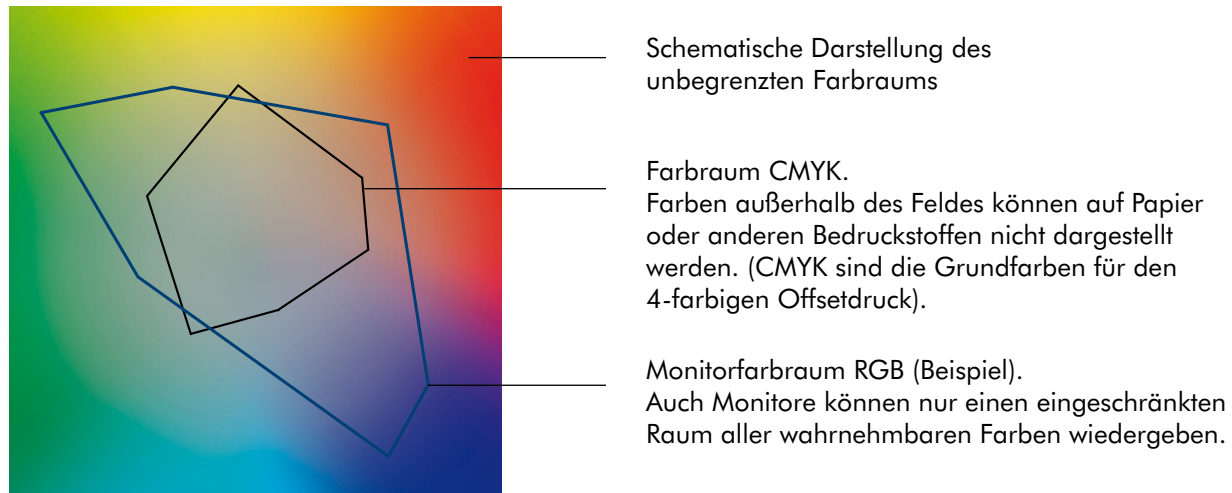 Schematische Darstellung des
unbegrenzten Farbraums
Farbraum CMYK.
Farben außerhalb des Feldes können auf Papier
oder anderen Bedruckstoffen nicht dargestellt
werden. (CMYK sind die Grundfarben für den
4-farbigen Offsetdruck).
Monitorfarbraum RGB (Beispiel).
Auch Monitore können nur einen eingeschränkten
Raum aller wahrnehmbaren Farben wiedergeben.